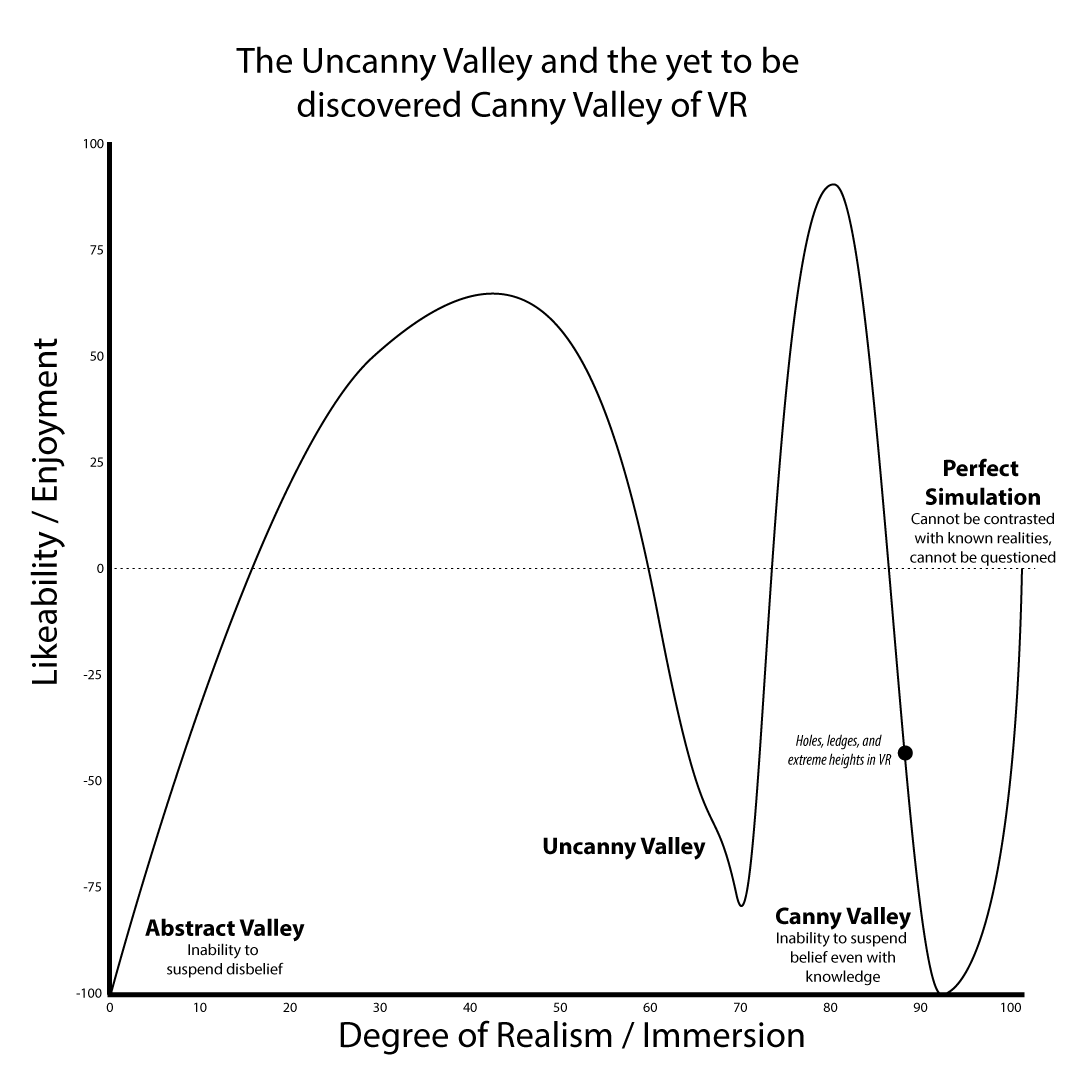 The Uncanny Valley and the yet to be
discovered Canny Valley of VR
Likeability / Enjoyment
100
75
50
25
0
-25
-50
-75
-100
Perfect
Simulation
Cannot be contrasted
with known realities,
cannot be questioned
Holes, ledges, and
extreme heights in VR
Uncanny Valley
Canny Valley
Inability to suspend
belief even with
knowledge
Abstract Valley
Inability to
suspend disbelief
0 10 20 30 40 50 60 70 80 90 100
Degree of Realism / Immersion